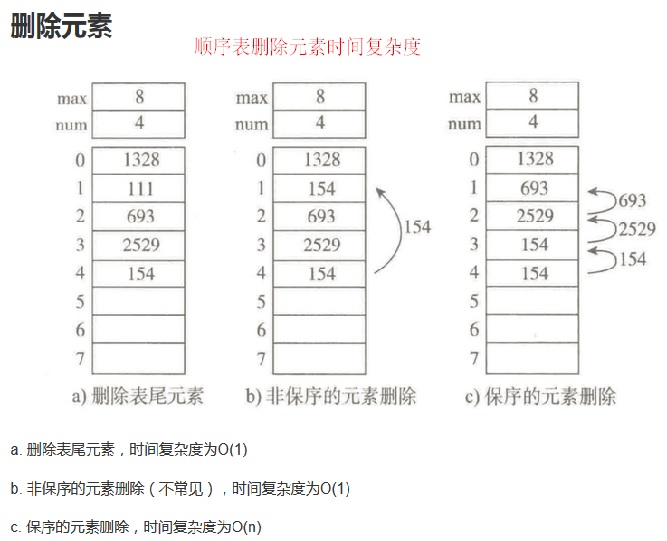 删除元素
顺序表删除元素时间复杂度
max 8 max 8 max 8
num 4 num 4 num 4
0 1328 0 1328 0 1328
1 111 1 154 1 693 693
2 693 2 693 2 2529 2529
3 2529 3 2529 154 3 154 154
4 154 4 154 4 154
5 5 5
6 6 6
7 7 7
a) 删除表尾元素 b) 非保序的元素删除 c) 保序的元素删除
a. 删除表尾元素，时间复杂度为O(1)
b. 非保序的元素删除（不常见），时间复杂度为O(1)
c. 保序的元素删除，时间复杂度为O(n)